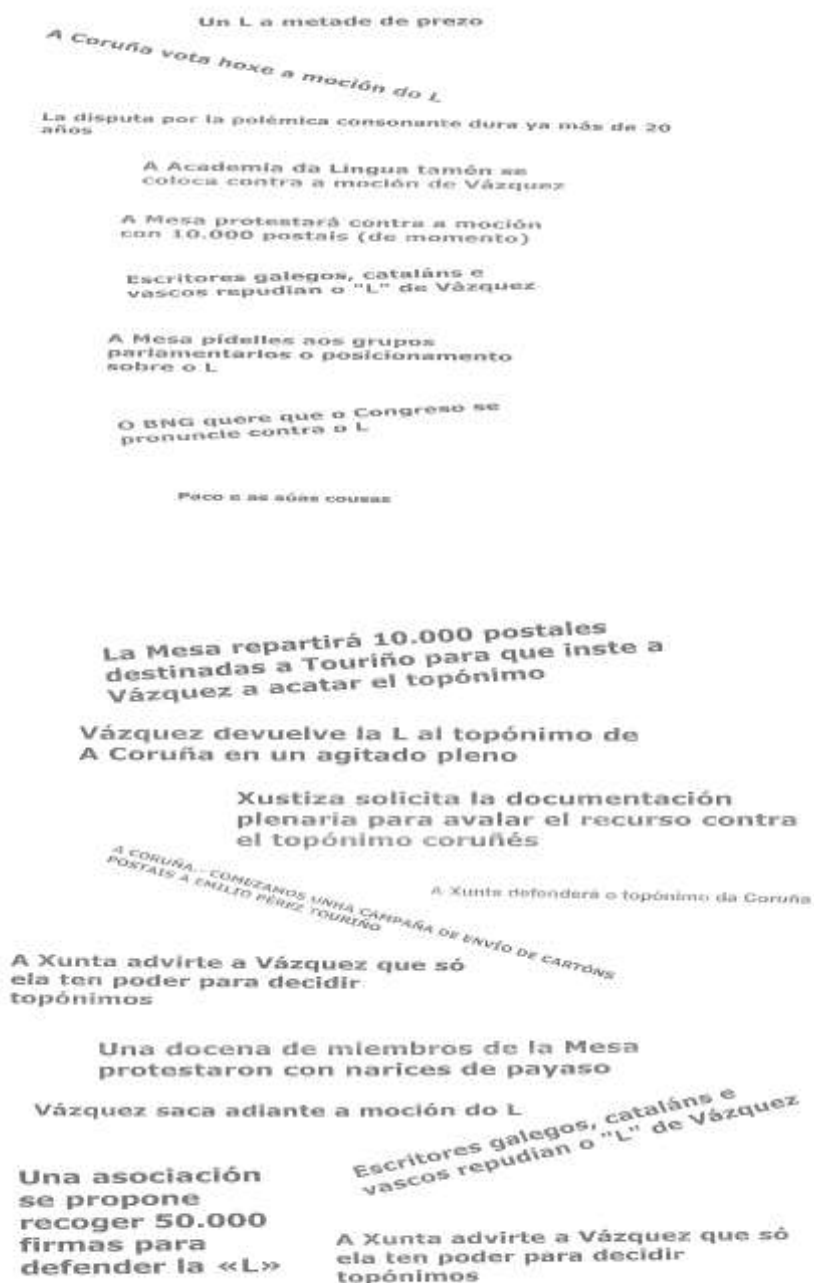 Un L a metade de prezo
A Coruña vota hoxe a moción do L
La disputa por la polémica consonante dura ya más de 20
años
A Academia da Lingua tamén se
coloca contra a moción de Vázquez
A Mesa protestará contra a moción
con 10.000 postais (de momento)
Escritores galegos, cataláns e
vascos repudian o "L" de Vázquez
A Mesa pídelles aos grupos
parlamentarios o posicionamento
sobre o L
O BNG quere que o Congreso se
pronuncie contra o L
Paco e as súas cousas
La Mesa repartirá 10.000 postales
destinadas a Touriño para que inste a
Vázquez a acatar el topónimo
Vázquez devuelve la L al topónimo de
A Coruña en un agitado pleno
Xustiza solicita la documentación
plenaria para avalar el recurso contra
el topónimo coruñés
A CORUÑA.- COMEZAMOS UNHA CAMPAÑA DE ENVÍO DE CARTÓNS
POSTAIS A EMILIO PÉREZ TOURIÑO
A Xunta defenderá o topónimo da Coruña
A Xunta advirte a Vázquez que só
ela ten poder para decidir
topónimos
Una docena de miembros de la Mesa
protestaron con narices de payaso
Vázquez saca adiante a moción do L
Escritores galegos, cataláns e
vascos repudian o "L" de Vázquez
Una asociación
se propone
recoger 50.000
firmas para
defender la «L»
A Xunta advirte a Vázquez que só
ela ten poder para decidir
topónimos